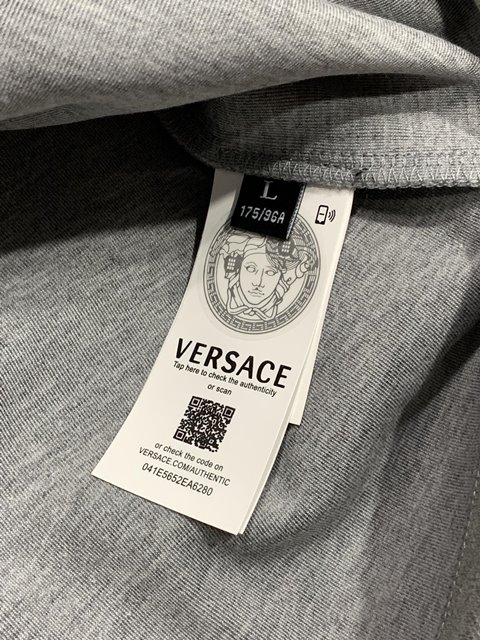 L
175/96A
VERSACE
Tap here to check the authenticity
or scan
or check the code on
VERSACE.COM/AUTHENTIC
041E5652EA6280